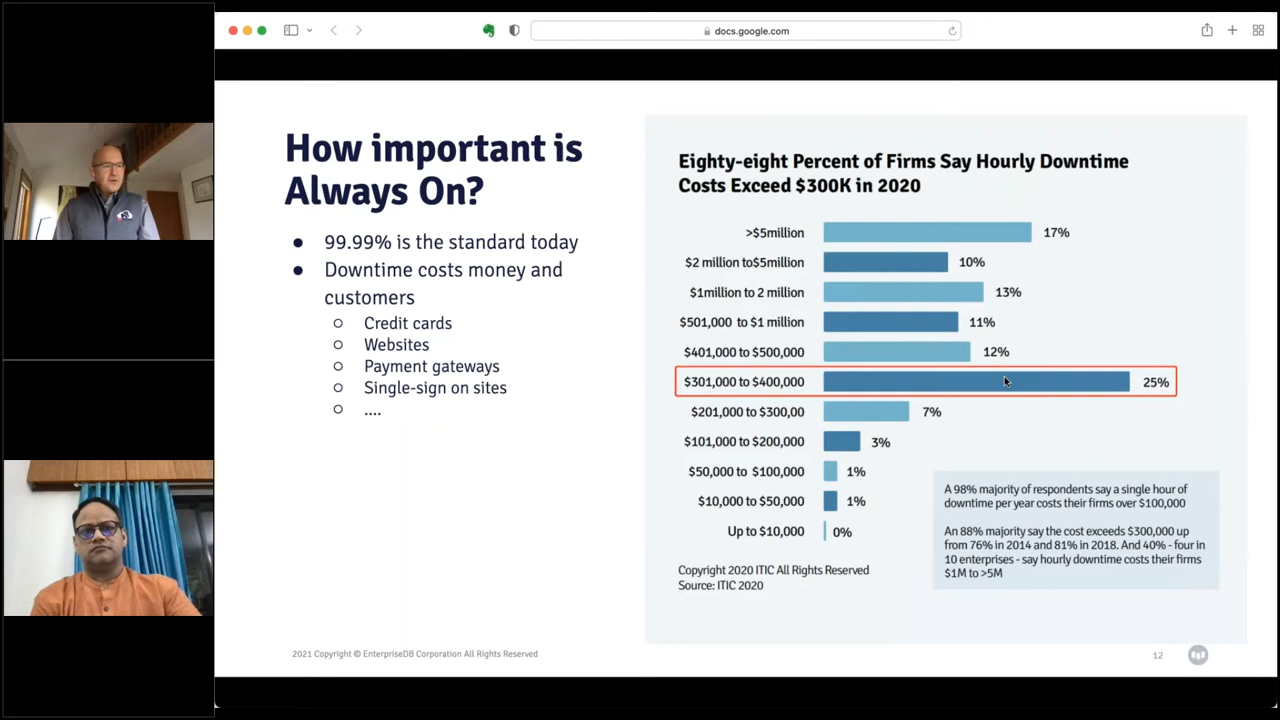 docs.google.com
How important is
Always On?
● 99.99% is the standard today
● Downtime costs money and
customers
○ Credit cards
○ Websites
○ Payment gateways
○ Single-sign on sites
○ ....
Eighty-eight Percent of Firms Say Hourly Downtime
Costs Exceed $300K in 2020
>$5million 17%
$2 million to$5million 10%
$1million to 2 million 13%
$501,000 to $1 million 11%
$401,000 to $500,000 12%
$301,000 to $400,000 25%
$201,000 to $300,00 7%
$101,000 to $200,000 3%
$50,000 to $100,000 1%
$10,000 to $50,000 1%
Up to $10,000 0%
A 98% majority of respondents say a single hour of
downtime per year costs their firms over $100,000
An 88% majority say the cost exceeds $300,000 up
from 76% in 2014 and 81% in 2018. And 40% - four in
10 enterprises - say hourly downtime costs their firms
$1M to >5M
Copyright 2020 ITIC All Rights Reserved
Source: ITIC 2020
2021 Copyright © EnterpriseDB Corporation All Rights Reserved
12